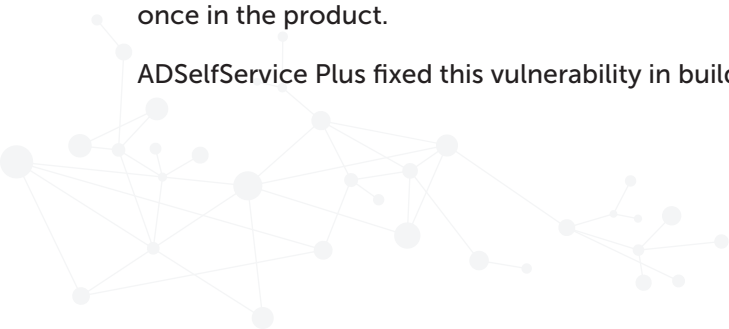 once in the product.
ADSelfService Plus fixed this vulnerability in build